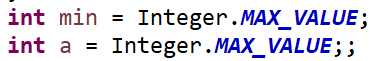 int min = Integer.MAX_VALUE;
int a = Integer.MAX_VALUE;;